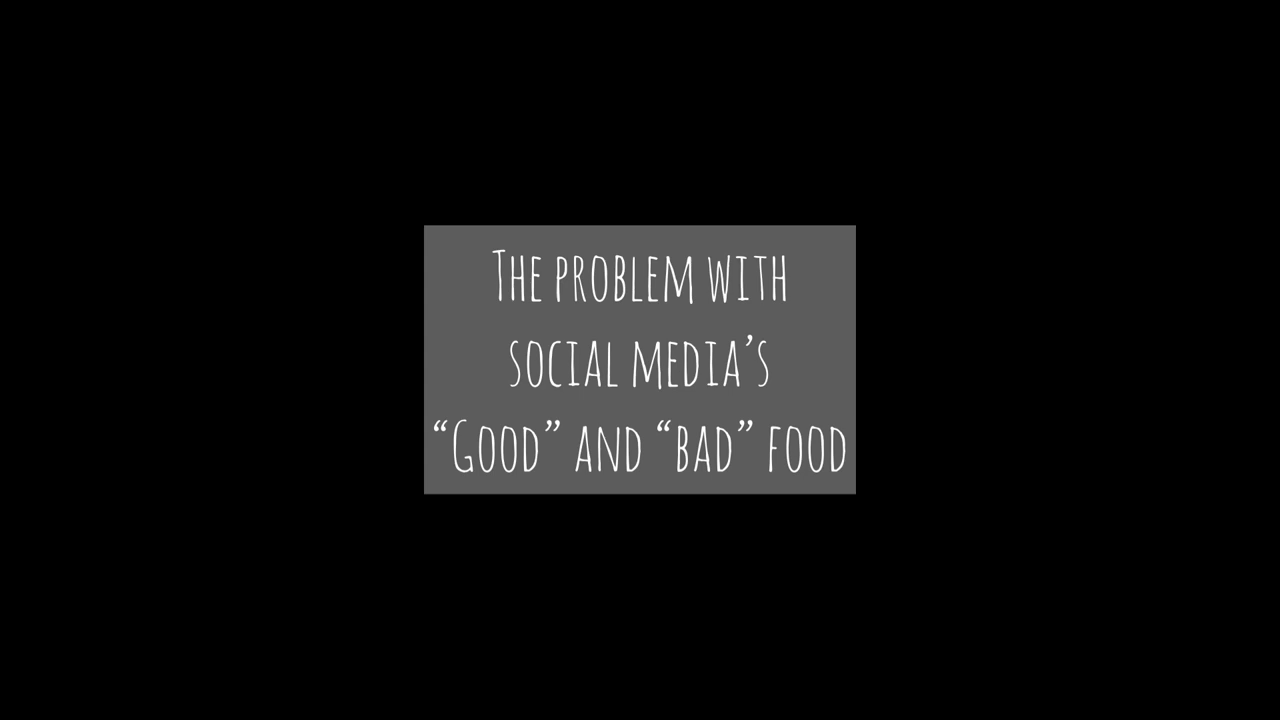 The problem with
social media’s
“Good” and “bad” food